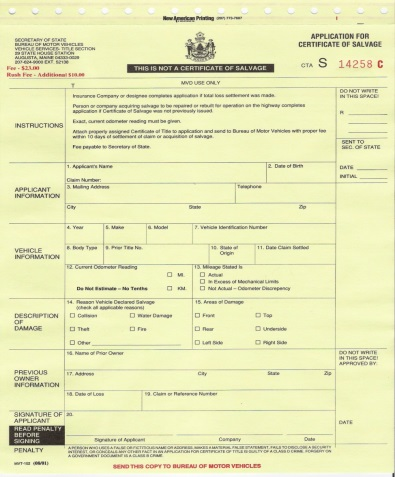 New American Printing (207) 773-7007
SECRETARY OF STATE
BUREAU OF MOTOR VEHICLES
VEHICLE SERVICES: TITLE SECTION
29 STATE HOUSE STATION
AUGUSTA, MAINE 04333-0029
207-624-9000 EXT. 52138
Fee - $23.00
Rush Fee - Additional $10.00
THIS IS NOT A CERTIFICATE OF SALVAGE
APPLICATION FOR
CERTIFICATE OF SALVAGE
CTA S 14258 C
MVD USE ONLY
INSTRUCTIONS
Insurance Company or designee completes application if total loss settlement was made.
Person or company acquiring salvage to be repaired or rebuilt for operation on the highway completes
application if Certificate of Salvage was not previously issued.
Exact, current odometer reading must be given.
Attach properly assigned Certificate of Title to application and send to Bureau of Motor Vehicles with proper fee
within 10 days of settlement of claim or acquisition of salvage.
Fee payable to Secretary of State.
DO NOT WRITE
IN THIS SPACE!
R
SENT TO
SEC. OF STATE
DATE
INITIAL
APPLICANT
INFORMATION
1. Applicant's Name
2. Date of Birth
Claim Number:
3. Mailing Address
Telephone
City State Zip
VEHICLE
INFORMATION
4. Year 5. Make 6. Model 7. Vehicle Identification Number
8. Body Type 9. Prior Title No. 10. State of
Origin 11. Date Claim Settled
12. Current Odometer Reading
MI.
Do Not Estimate – No Tenths KM.
13. Mileage Stated Is
Actual
In Excess of Mechanical Limits
Not Actual – Odometer Discrepancy
DESCRIPTION
OF
DAMAGE
14. Reason Vehicle Declared Salvage
(check all applicable reasons)
Collision Water Damage
Theft Fire
Other
15. Areas of Damage
Front Top
Rear Underside
Left Side Right Side
PREVIOUS
OWNER
INFORMATION
16. Name of Prior Owner
17. Address City State Zip
18. Date of Loss 19. Claim or Reference Number
DO NOT WRITE
IN THIS SPACE!
APPROVED BY:
DATE
SIGNATURE OF
APPLICANT
20.
READ PENALTY
BEFORE
SIGNING
Signature of Applicant Company Date
PENALTY
A PERSON WHO USES A FALSE OR FICTITIOUS NAME OR ADDRESS, MAKES A MATERIAL FALSE STATEMENT, FAILS TO DISCLOSE A SECURITY
INTEREST, OR CONCEALS ANY OTHER FACT IN AN APPLICATION FOR CERTIFICATE OF TITLE IS GUILTY OF A CLASS D CRIME. FORGERY ON
A GOVERNMENT DOCUMENT IS A CLASS B CRIME.
MVT-102
SEND THIS COPY TO BUREAU OF MOTOR VEHICLES